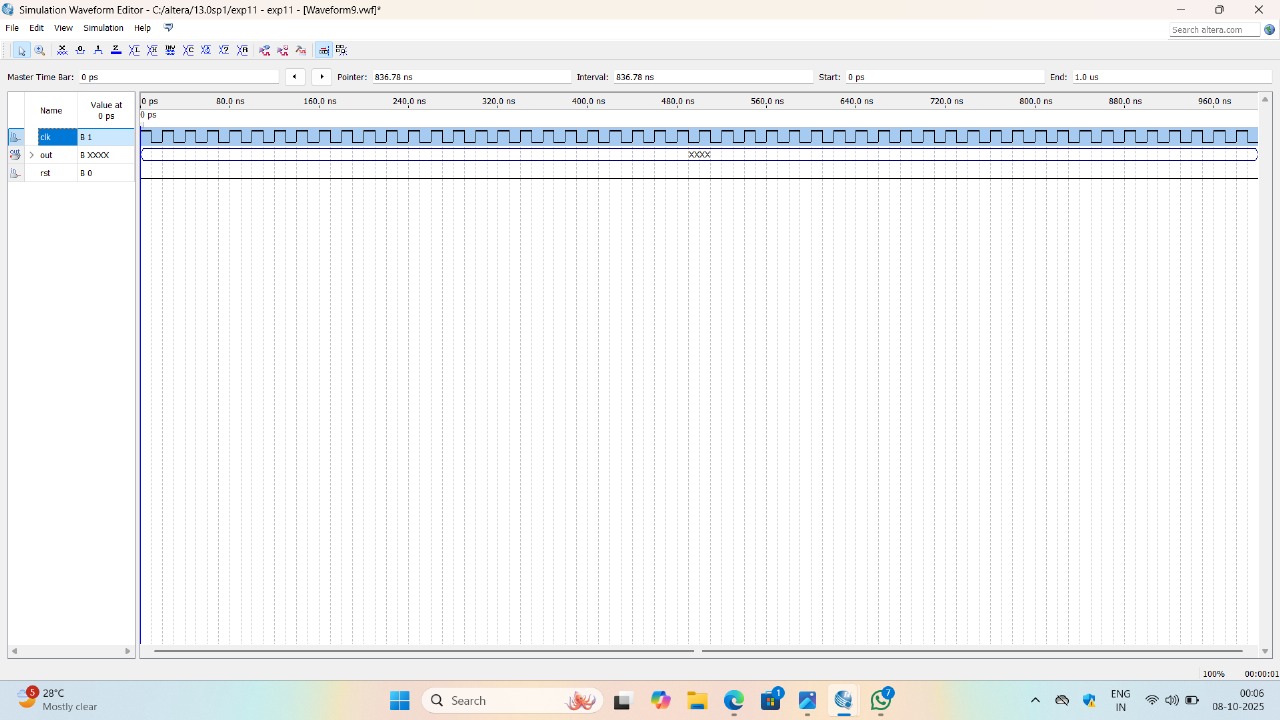 Simulation Waveform Editor - C:/altera/13.0sp1/exp11 - exp11 - [Waveform9.vwf]*
File Edit View Simulation Help
Search altera.com
Master Time Bar: 0 ps Pointer: 836.78 ns Interval: 836.78 ns Start: 0 ps End: 1.0 us
Name Value at 0 ps
0 ps 80.0 ns 160.0 ns 240.0 ns 320.0 ns 400.0 ns 480.0 ns 560.0 ns 640.0 ns 720.0 ns 800.0 ns 880.0 ns 960.0 ns
0 ps
clk B 1
out B XXXX XXXX
rst B 0
100% 00:00:01
5 28°C
Mostly clear
Search
1
7
ENG
IN
00:06
08-10-2025